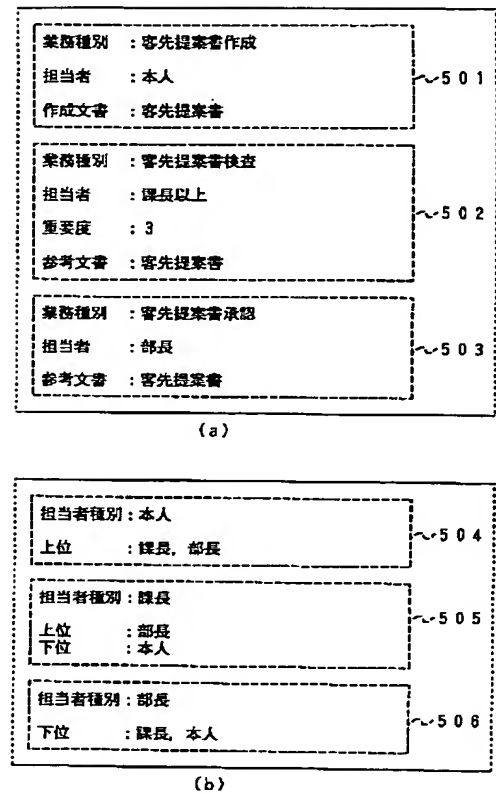 業務種別 ：客先提案書作成
担当者 ：本人
作成文書 ：客先提案書
501
業務種別 ：客先提案書検査
担当者 ：課長以上
重要度 ：3
参考文書 ：客先提案書
502
業務種別 ：客先提案書承認
担当者 ：部長
参考文書 ：客先提案書
503
(a)
担当者種別：本人
上位 ：課長，部長
504
担当者種別：課長
上位 ：部長
下位 ：本人
505
担当者種別：部長
下位 ：課長，本人
506
(b)